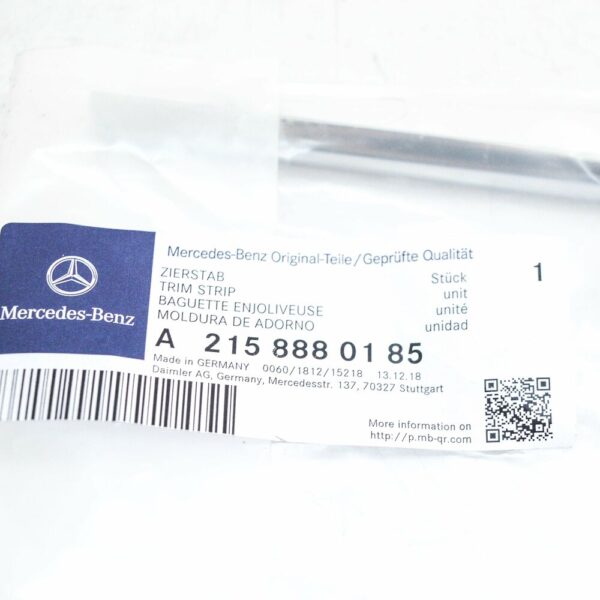 Mercedes-Benz
Mercedes-Benz Original-Teile/Geprüfte Qualität
ZIERSTAB Stück 1
TRIM STRIP unit
BAGUETTE ENJOLIVEUSE unité
MOLDURA DE ADORNO unidad
A 215 888 01 85
Made in GERMANY 0060/1812/15218 13.12.18
Daimler AG, Germany, Mercedesstr. 137, 70327 Stuttgart
More information on
http://p.mb-qr.com